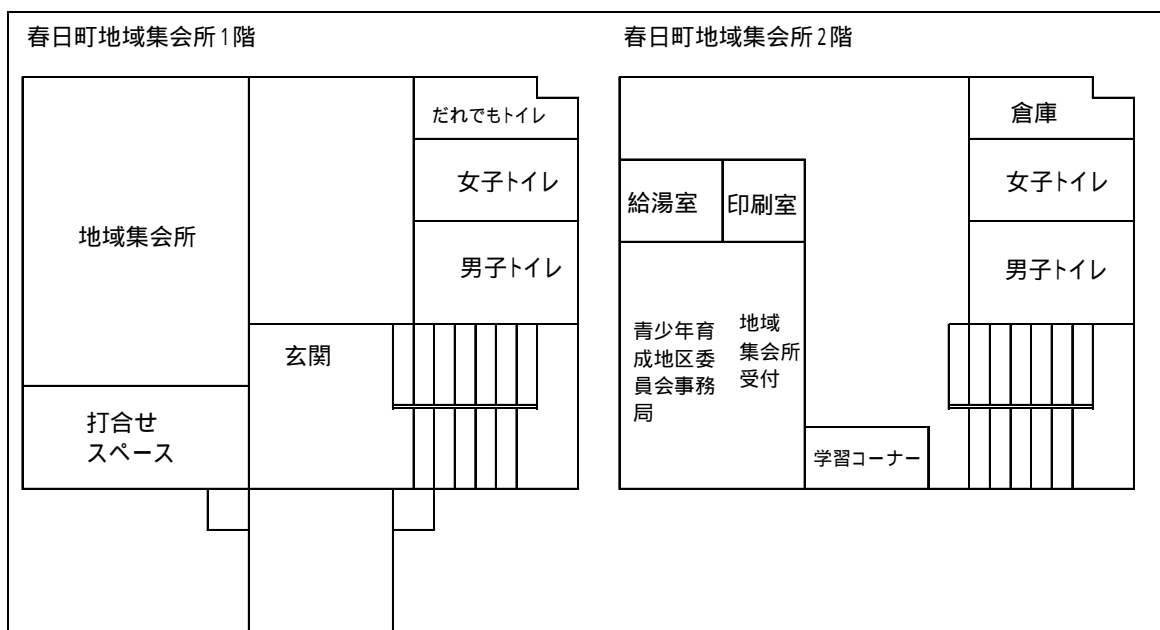 春日町地域集会所1階
だれでもトイレ
女子トイレ
地域集会所
男子トイレ
玄関
打合せ
スペース
春日町地域集会所2階
倉庫
給湯室
印刷室
女子トイレ
男子トイレ
青少年育
成地区委
員会事務
局
地域
集会所
受付
学習コーナー